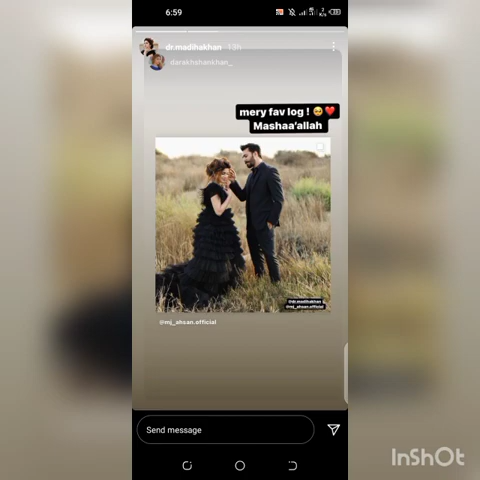 6:59
dr.madihakhan 13h
darakhshankhan_
mery fav log ! 🥹❤️
Mashaa'allah
@dr.madihakhan
@mj_ahsan.official
@mj_ahsan.official
Send message
InShOt